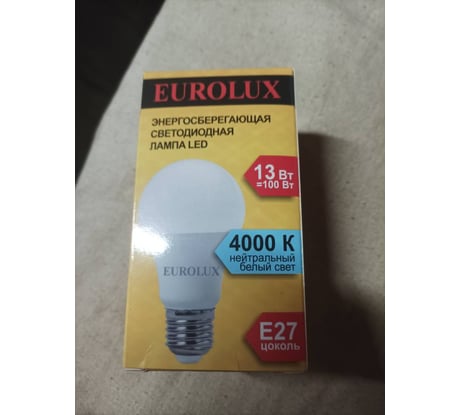 EUROLUX
ЭНЕРГОСБЕРЕГАЮЩАЯ
СВЕТОДИОДНАЯ
ЛАМПА LED
13 Вт
=100 Вт
4000 К
нейтральный
белый свет
EUROLUX
E27
цоколь